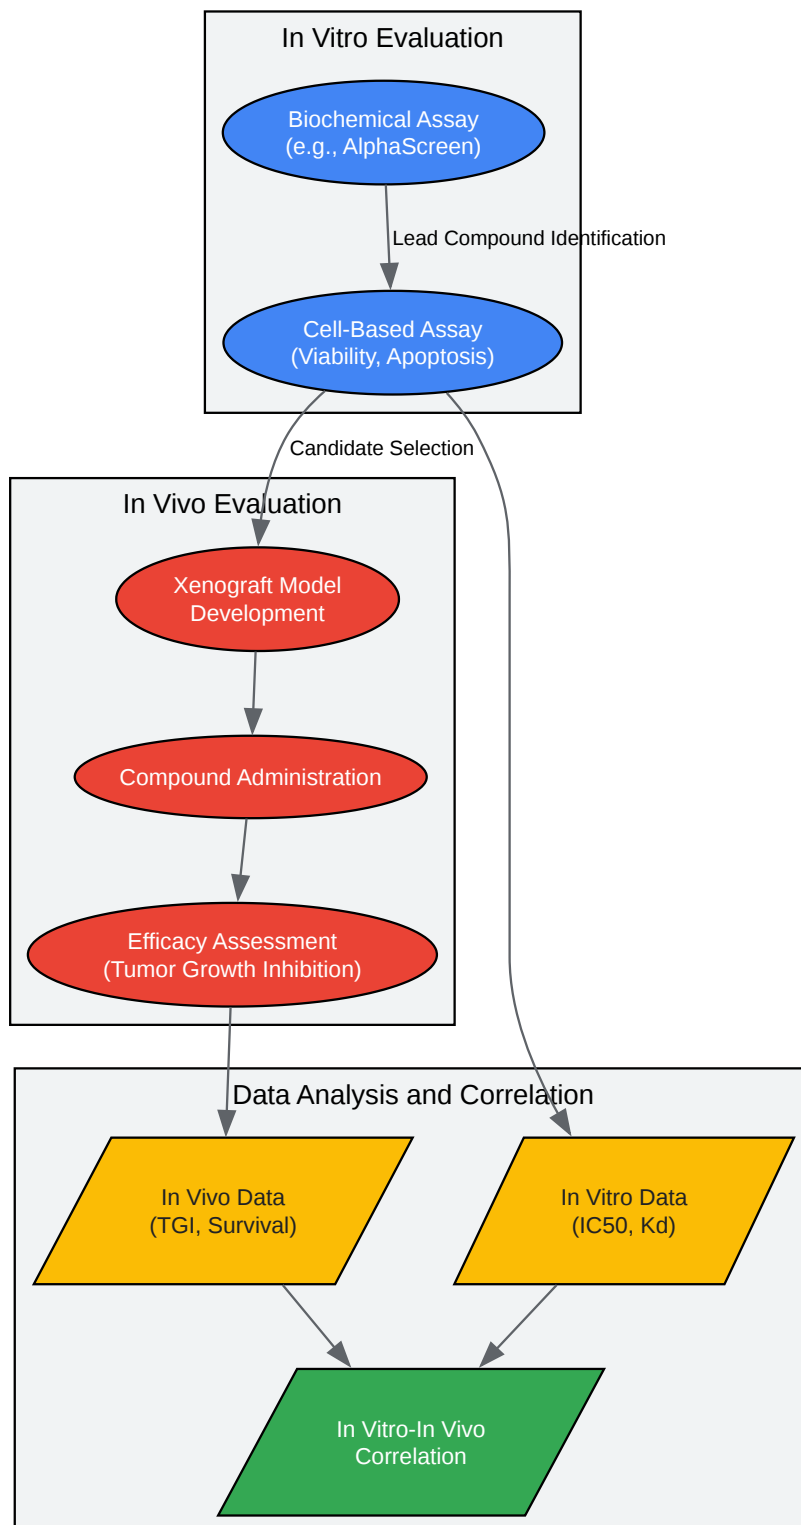 In Vitro Evaluation
Biochemical Assay
(e.g., AlphaScreen)
Lead Compound Identification
Cell-Based Assay
(Viability, Apoptosis)
Candidate Selection
In Vivo Evaluation
Xenograft Model
Development
Compound Administration
Efficacy Assessment
(Tumor Growth Inhibition)
Data Analysis and Correlation
In Vivo Data
(TGI, Survival)
In Vitro Data
(IC50, Kd)
In Vitro-In Vivo
Correlation